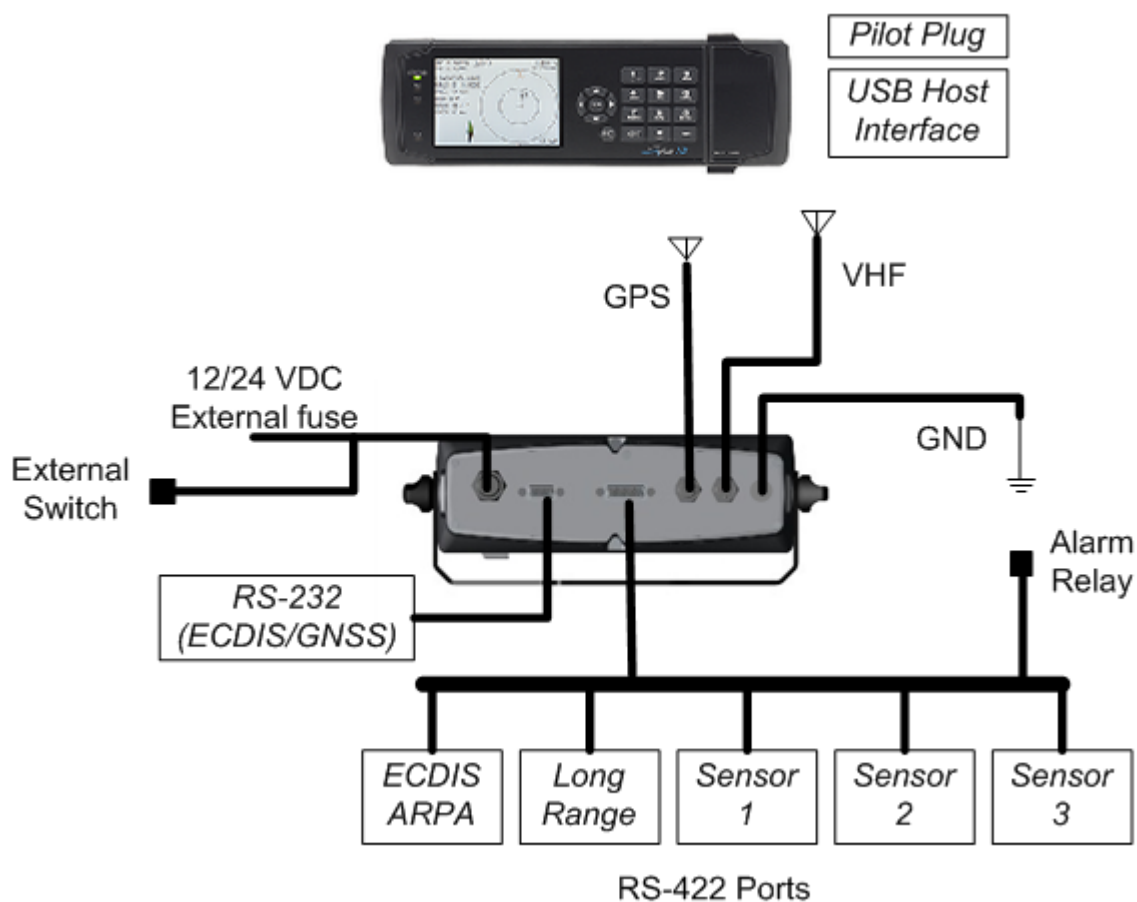 Pilot Plug
USB Host
Interface
VHF
GPS
12/24 VDC
External fuse
GND
External
Switch
Alarm
Relay
RS-232
(ECDIS/GNSS)
ECDIS
ARPA
Long
Range
Sensor
1
Sensor
2
Sensor
3
RS-422 Ports